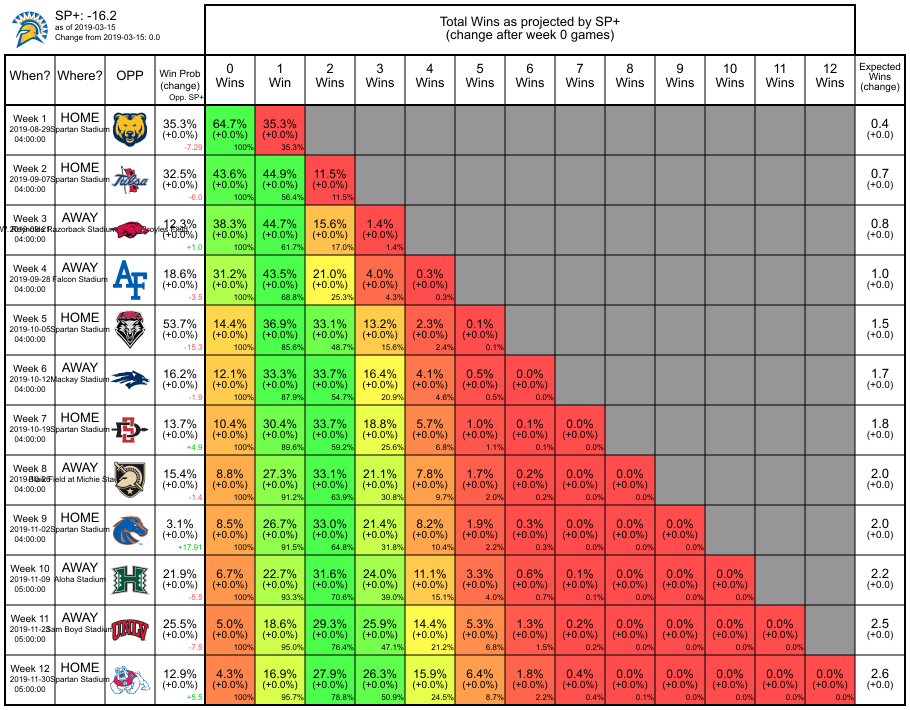 SP+: -16.2
as of 2019-03-15
Change from 2019-03-15: 0.0
Total Wins as projected by SP+
(change after week 0 games)
When? Where? OPP Win Prob (change) Opp. SP+ 0 Wins 1 Win 2 Wins 3 Wins 4 Wins 5 Wins 6 Wins 7 Wins 8 Wins 9 Wins 10 Wins 11 Wins 12 Wins Expected Wins (change)
Week 1 HOME 35.3% 64.7% 35.3% 0.4
2019-08-29 Spartan Stadium (+0.0%) (+0.0%) (+0.0%) (+0.0)
04:00:00 -7.29 100% 35.3%
Week 2 HOME Tulsa 32.5% 43.6% 44.9% 11.5% 0.7
2019-09-07 Spartan Stadium (+0.0%) (+0.0%) (+0.0%) (+0.0%) (+0.0)
04:00:00 -6.0 100% 56.4% 11.5%
Week 3 AWAY 12.3% 38.3% 44.7% 15.6% 1.4% 0.8
Razorback Stadium (+0.0%) (+0.0%) (+0.0%) (+0.0%) (+0.0%) (+0.0)
04:00:00 +1.0 100% 61.7% 17.0% 1.4%
Week 4 AWAY AF 18.6% 31.2% 43.5% 21.0% 4.0% 0.3% 1.0
2019-09-28 Falcon Stadium (+0.0%) (+0.0%) (+0.0%) (+0.0%) (+0.0%) (+0.0%) (+0.0)
04:00:00 -3.5 100% 68.8% 25.3% 4.3% 0.3%
Week 5 HOME 53.7% 14.4% 36.9% 33.1% 13.2% 2.3% 0.1% 1.5
2019-10-05 Spartan Stadium (+0.0%) (+0.0%) (+0.0%) (+0.0%) (+0.0%) (+0.0%) (+0.0%) (+0.0)
04:00:00 -15.3 100% 85.6% 48.7% 15.6% 2.4% 0.1%
Week 6 AWAY 16.2% 12.1% 33.3% 33.7% 16.4% 4.1% 0.5% 0.0% 1.7
2019-10-12 Mackay Stadium (+0.0%) (+0.0%) (+0.0%) (+0.0%) (+0.0%) (+0.0%) (+0.0%) (+0.0%) (+0.0)
04:00:00 -1.9 100% 87.9% 54.7% 20.9% 4.6% 0.5% 0.0%
Week 7 HOME SD 13.7% 10.4% 30.4% 33.7% 18.8% 5.7% 1.0% 0.1% 0.0% 1.8
2019-10-19 Spartan Stadium (+0.0%) (+0.0%) (+0.0%) (+0.0%) (+0.0%) (+0.0%) (+0.0%) (+0.0%) (+0.0%) (+0.0)
04:00:00 +4.9 100% 89.6% 59.2% 25.6% 6.8% 1.1% 0.1% 0.0%
Week 8 AWAY 15.4% 8.8% 27.3% 33.1% 21.1% 7.8% 1.7% 0.2% 0.0% 0.0% 2.0
Field at Michie (+0.0%) (+0.0%) (+0.0%) (+0.0%) (+0.0%) (+0.0%) (+0.0%) (+0.0%) (+0.0%) (+0.0%) (+0.0)
04:00:00 -1.4 100% 91.2% 63.9% 30.8% 9.7% 2.0% 0.2% 0.0% 0.0%
Week 9 HOME 3.1% 8.5% 26.7% 33.0% 21.4% 8.2% 1.9% 0.3% 0.0% 0.0% 0.0% 2.0
2019-11-02 Spartan Stadium (+0.0%) (+0.0%) (+0.0%) (+0.0%) (+0.0%) (+0.0%) (+0.0%) (+0.0%) (+0.0%) (+0.0%) (+0.0%) (+0.0)
04:00:00 +17.91 100% 91.5% 64.8% 31.8% 10.4% 2.2% 0.3% 0.0% 0.0% 0.0%
Week 10 AWAY H 21.9% 6.7% 22.7% 31.6% 24.0% 11.1% 3.3% 0.6% 0.1% 0.0% 0.0% 0.0% 2.2
2019-11-09 Aloha Stadium (+0.0%) (+0.0%) (+0.0%) (+0.0%) (+0.0%) (+0.0%) (+0.0%) (+0.0%) (+0.0%) (+0.0%) (+0.0%) (+0.0%) (+0.0)
05:00:00 -5.5 100% 93.3% 70.6% 39.0% 15.1% 4.0% 0.7% 0.1% 0.0% 0.0% 0.0%
Week 11 AWAY UNLV 25.5% 5.0% 18.6% 29.3% 25.9% 14.4% 5.3% 1.3% 0.2% 0.0% 0.0% 0.0% 0.0% 2.5
2019-11-23 Sam Boyd Stadium (+0.0%) (+0.0%) (+0.0%) (+0.0%) (+0.0%) (+0.0%) (+0.0%) (+0.0%) (+0.0%) (+0.0%) (+0.0%) (+0.0%) (+0.0%) (+0.0)
05:00:00 -7.5 100% 95.0% 76.4% 47.1% 21.2% 6.8% 1.5% 0.2% 0.0% 0.0% 0.0% 0.0%
Week 12 HOME 12.9% 4.3% 16.9% 27.9% 26.3% 15.9% 6.4% 1.8% 0.4% 0.0% 0.0% 0.0% 0.0% 0.0% 2.6
2019-11-30 Spartan Stadium (+0.0%) (+0.0%) (+0.0%) (+0.0%) (+0.0%) (+0.0%) (+0.0%) (+0.0%) (+0.0%) (+0.0%) (+0.0%) (+0.0%) (+0.0%) (+0.0%) (+0.0)
05:00:00 +5.5 100% 95.7% 78.8% 50.9% 24.5% 8.7% 2.2% 0.4% 0.1% 0.0% 0.0% 0.0% 0.0%